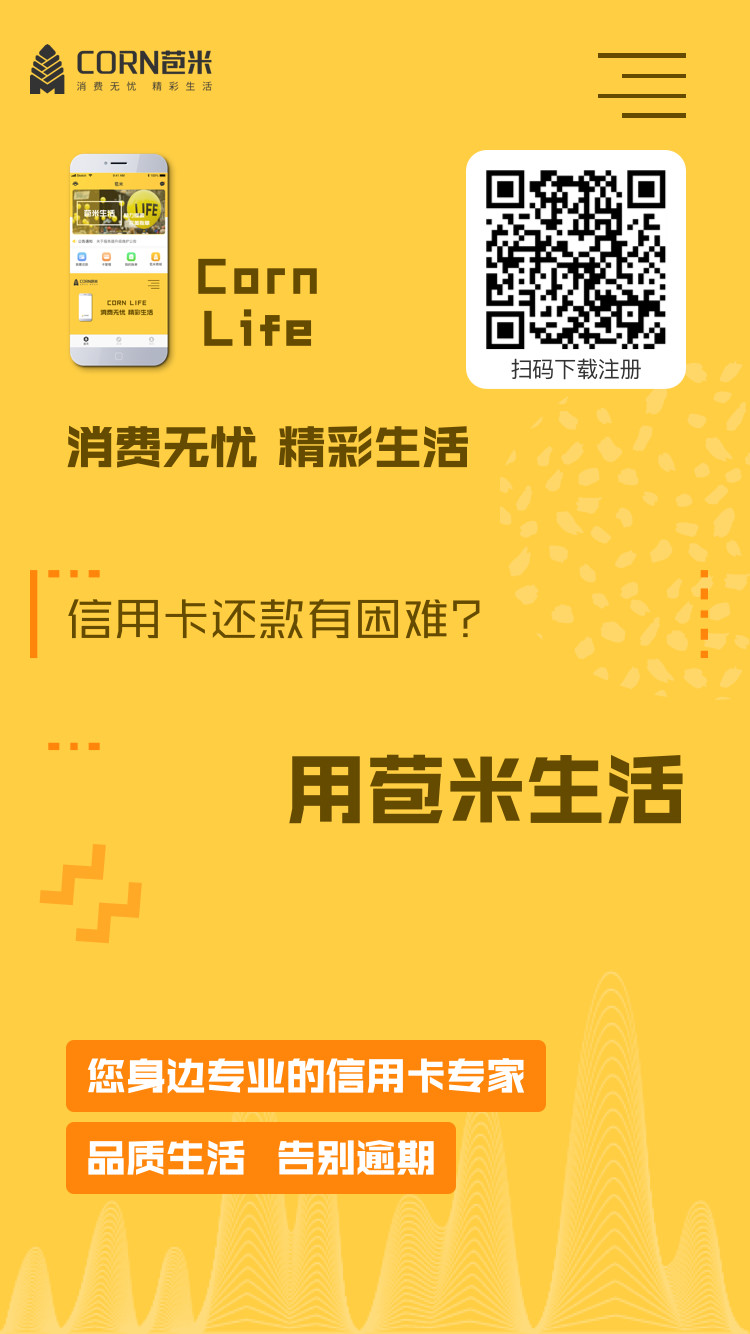 CORN苞米
消费无忧 精彩生活
苞米生活
LIFE
CORN LIFE
消费无忧 精彩生活
Corn
Life
扫码下载注册
消费无忧 精彩生活
信用卡还款有困难?
用苞米生活
您身边专业的信用卡专家
品质生活 告别逾期